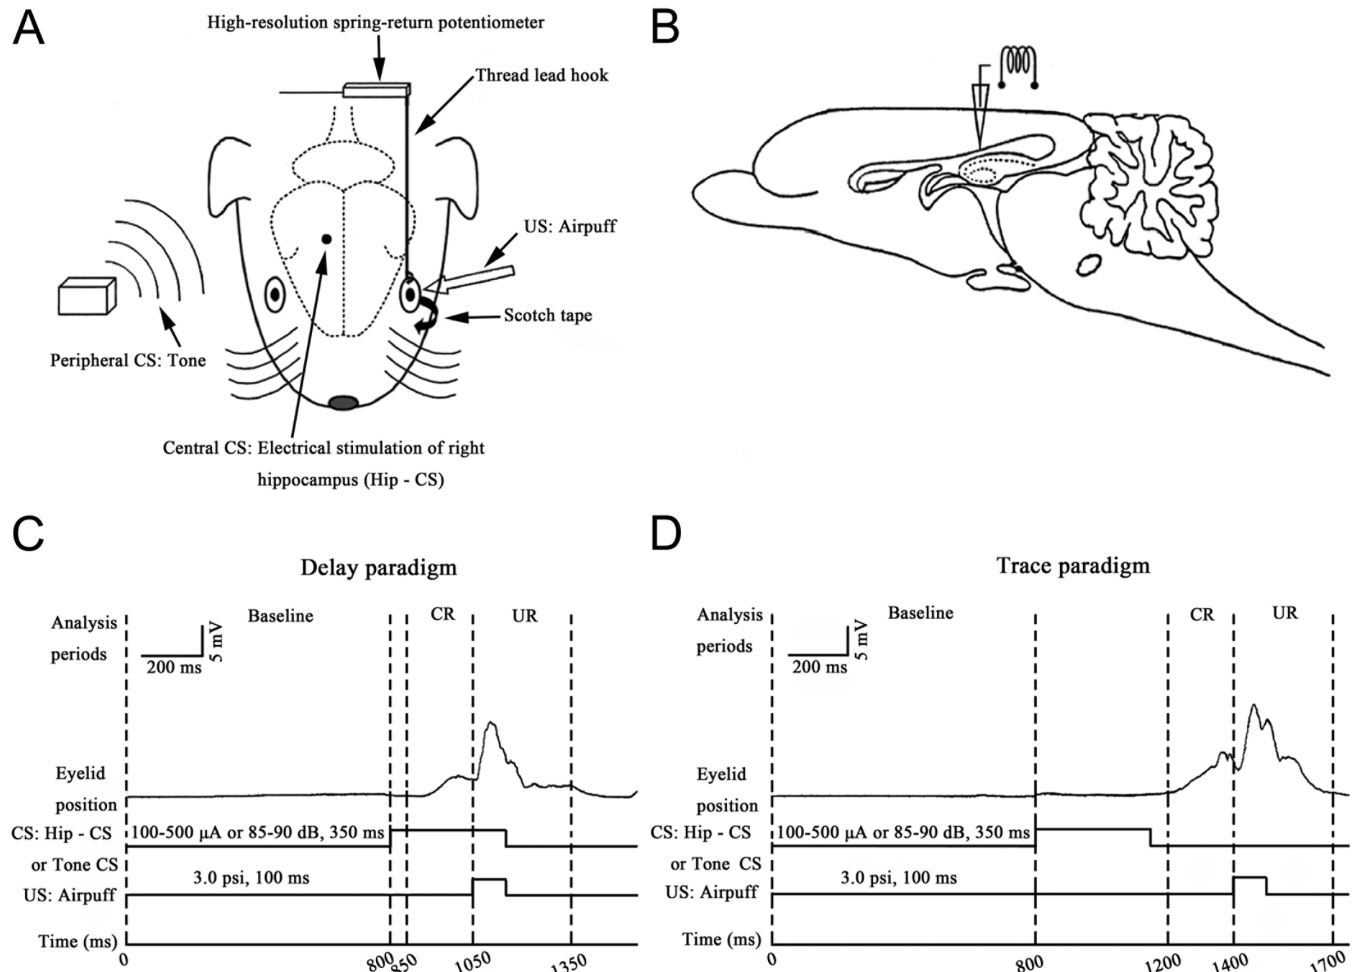 A
High-resolution spring-return potentiometer
Thread lead hook
US: Airpuff
Scotch tape
Peripheral CS: Tone
Central CS: Electrical stimulation of right
hippocampus (Hip - CS)
B
C
Delay paradigm
Analysis
periods
Baseline
CR
UR
5 mV
200 ms
Eyelid
position
CS: Hip - CS
or Tone CS
100-500 μA or 85-90 dB, 350 ms
3.0 psi, 100 ms
US: Airpuff
Time (ms)
0
800
850
1050
1350
D
Trace paradigm
Analysis
periods
Baseline
CR
UR
5 mV
200 ms
Eyelid
position
CS: Hip - CS
or Tone CS
100-500 μA or 85-90 dB, 350 ms
3.0 psi, 100 ms
US: Airpuff
Time (ms)
0
800
1200
1400
1700